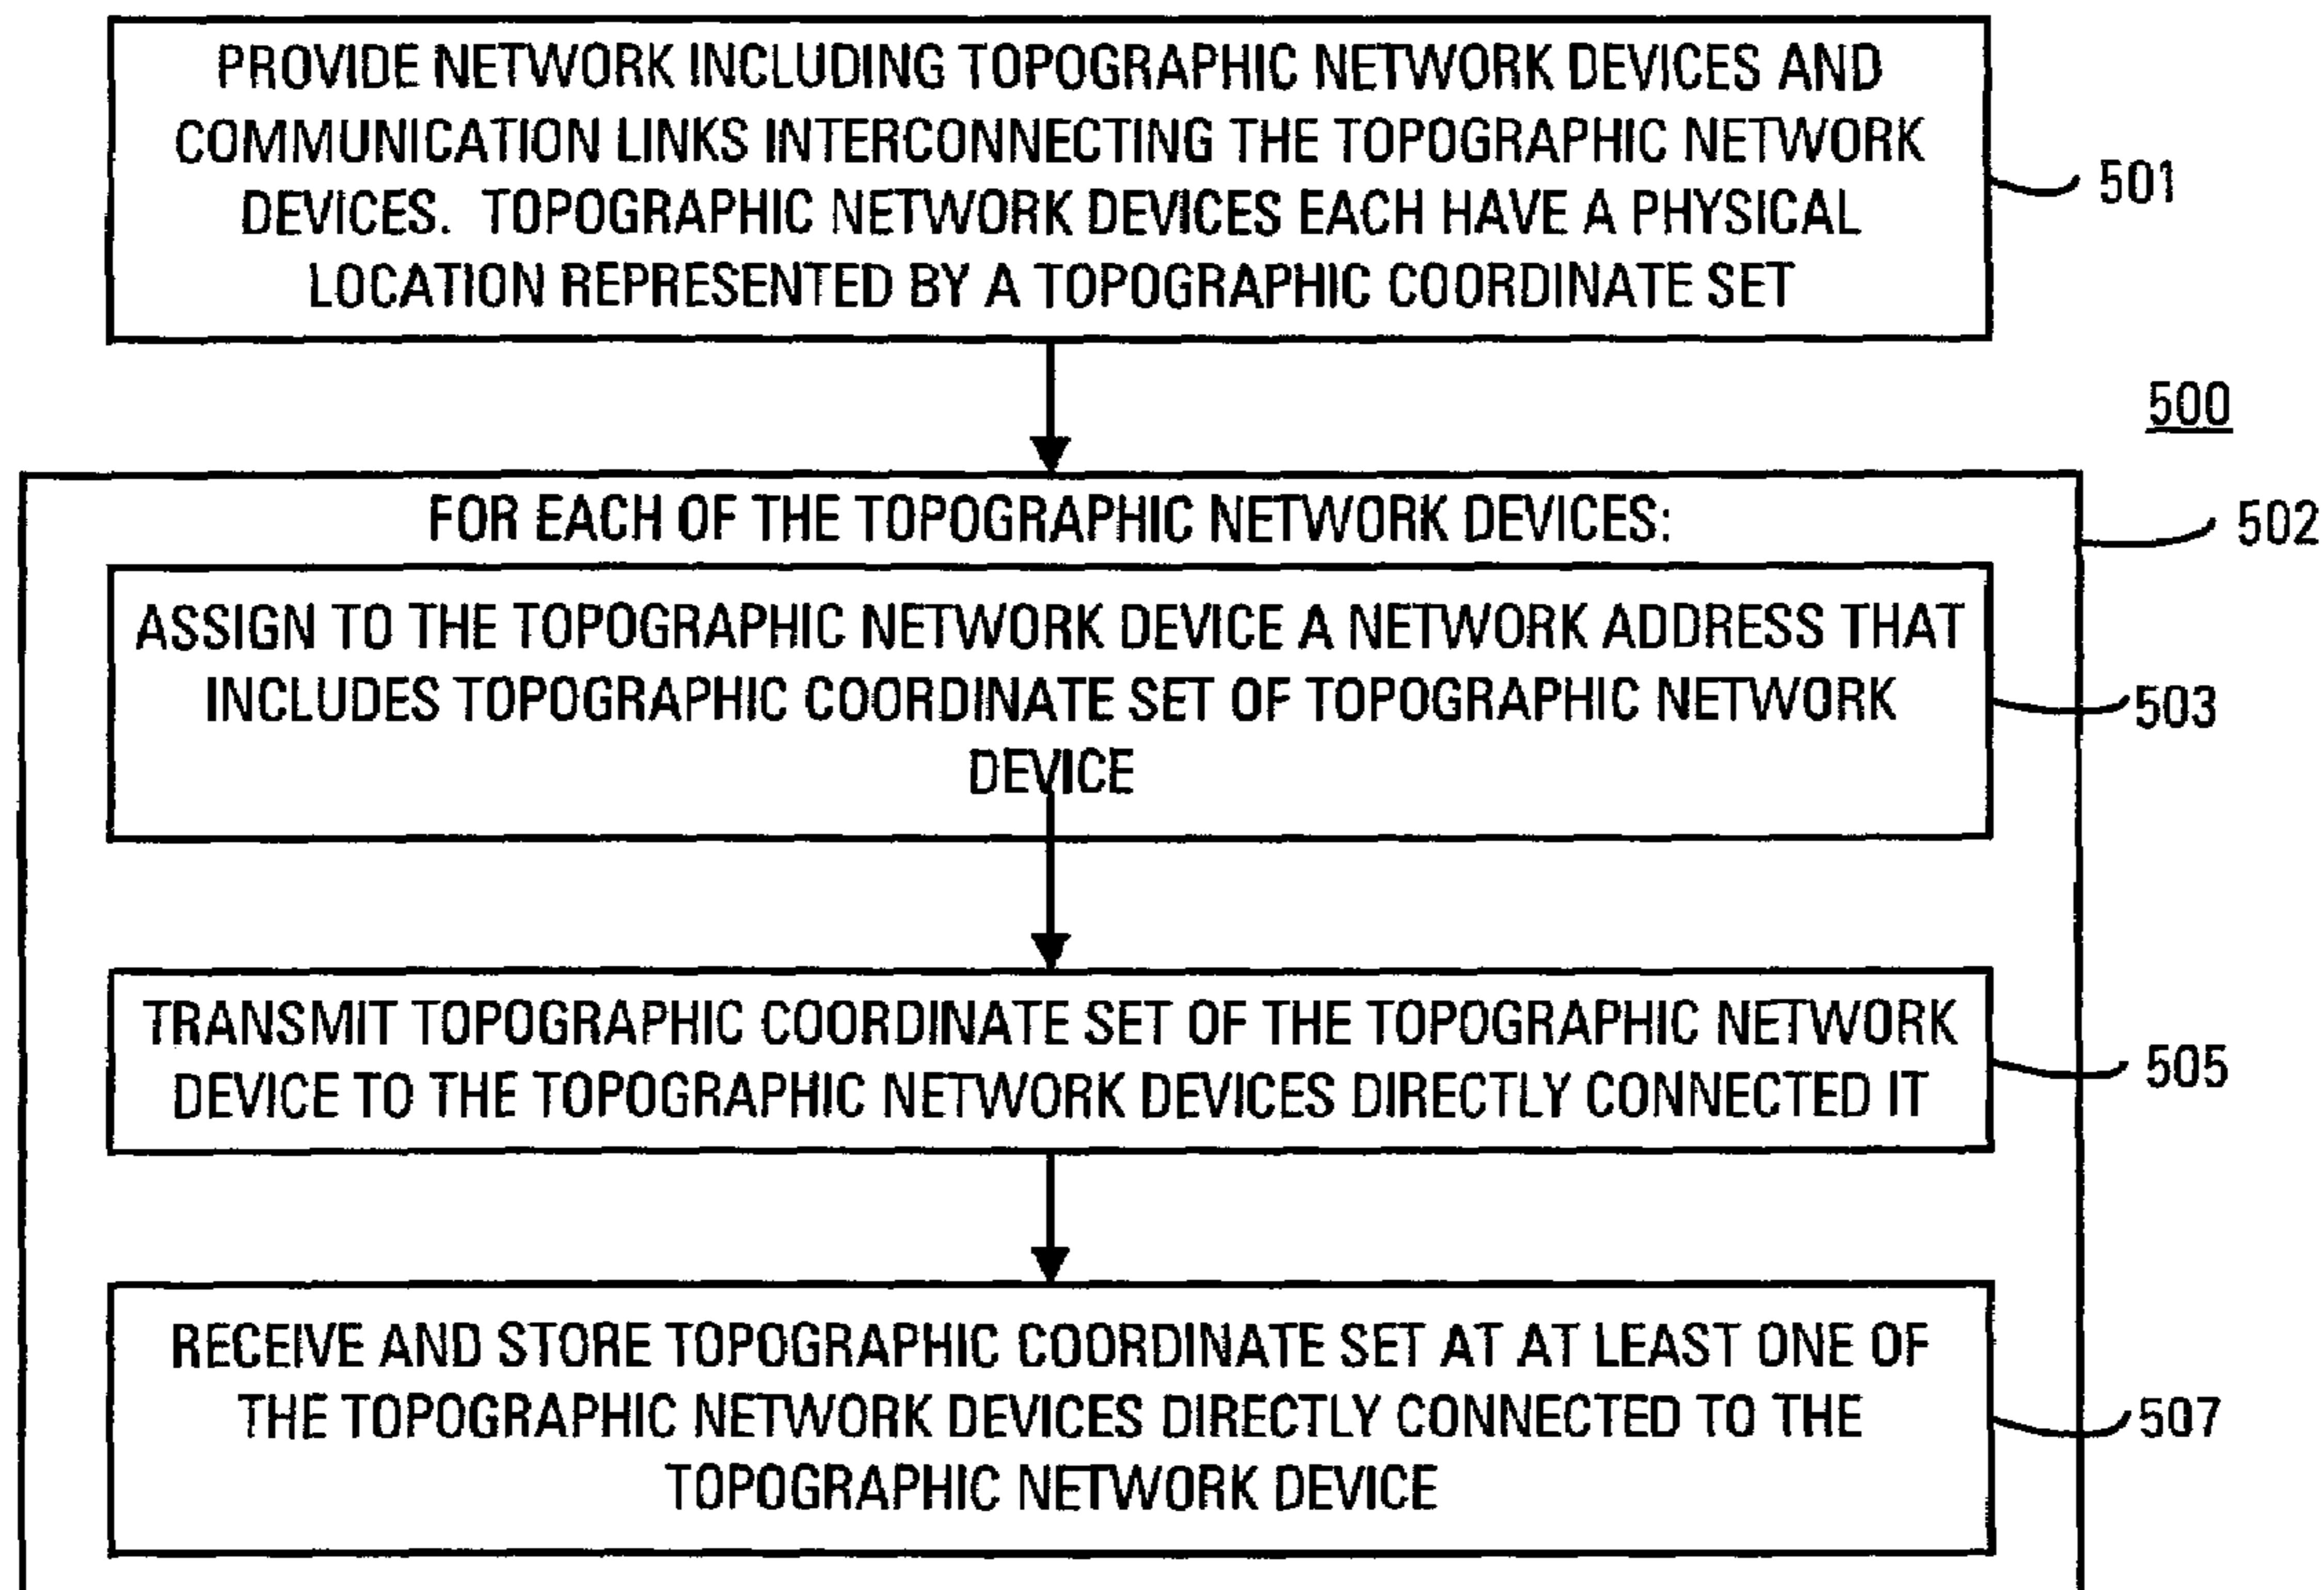 PROVIDE NETWORK INCLUDING TOPOGRAPHIC NETWORK DEVICES AND
COMMUNICATION LINKS INTERCONNECTING THE TOPOGRAPHIC NETWORK
DEVICES. TOPOGRAPHIC NETWORK DEVICES EACH HAVE A PHYSICAL
LOCATION REPRESENTED BY A TOPOGRAPHIC COORDINATE SET
501
500
FOR EACH OF THE TOPOGRAPHIC NETWORK DEVICES:
502
ASSIGN TO THE TOPOGRAPHIC NETWORK DEVICE A NETWORK ADDRESS THAT
INCLUDES TOPOGRAPHIC COORDINATE SET OF TOPOGRAPHIC NETWORK
DEVICE
503
TRANSMIT TOPOGRAPHIC COORDINATE SET OF THE TOPOGRAPHIC NETWORK
DEVICE TO THE TOPOGRAPHIC NETWORK DEVICES DIRECTLY CONNECTED IT
505
RECEIVE AND STORE TOPOGRAPHIC COORDINATE SET AT AT LEAST ONE OF
THE TOPOGRAPHIC NETWORK DEVICES DIRECTLY CONNECTED TO THE
TOPOGRAPHIC NETWORK DEVICE
507